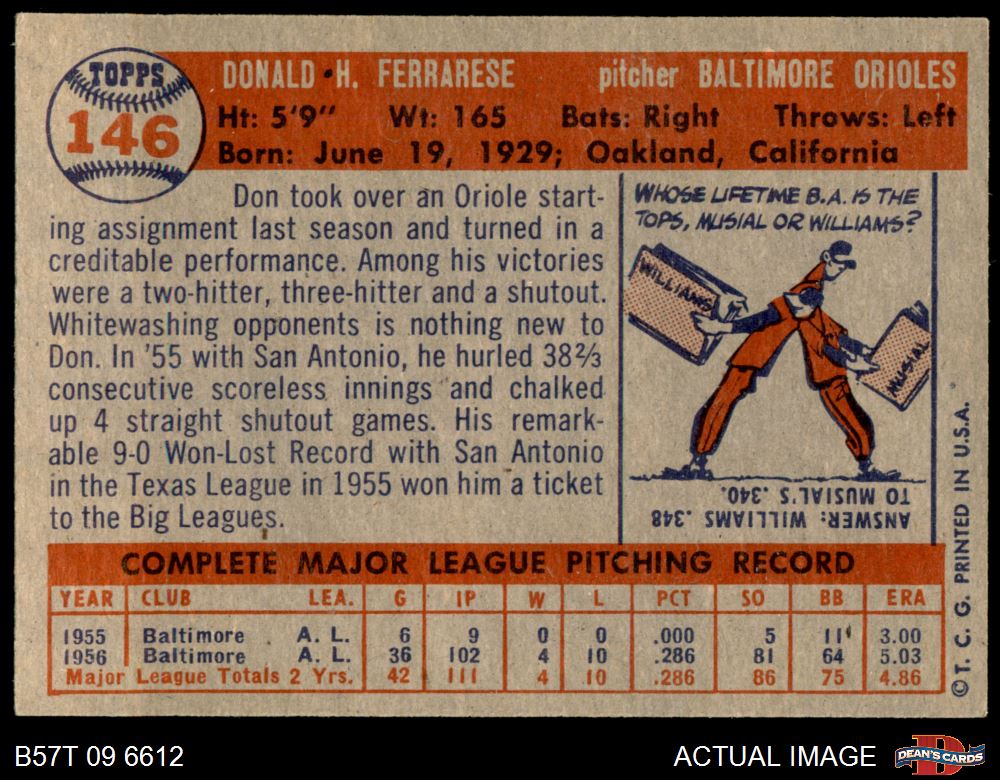 TOPPS
146
DONALD H. FERRARESE pitcher BALTIMORE ORIOLES
Ht: 5'9" Wt: 165 Bats: Right Throws: Left
Born: June 19, 1929; Oakland, California
Don took over an Oriole start-
ing assignment last season and turned in a
creditable performance. Among his victories
were a two-hitter, three-hitter and a shutout.
Whitewashing opponents is nothing new to
Don. In '55 with San Antonio, he hurled 38⅔
consecutive scoreless innings and chalked
up 4 straight shutout games. His remark-
able 9-0 Won-Lost Record with San Antonio
in the Texas League in 1955 won him a ticket
to the Big Leagues.
WHOSE LIFETIME B.A. IS THE
TOPS, MUSIAL OR WILLIAMS?
WILLIAMS
MUSIAL
ANSWER: WILLIAMS .348
TO MUSIAL'S .340.
COMPLETE MAJOR LEAGUE PITCHING RECORD
YEAR CLUB LEA. G IP W L PCT SO BB ERA
1955 Baltimore A. L. 6 9 0 0 .000 5 11 3.00
1956 Baltimore A. L. 36 102 4 10 .286 81 64 5.03
Major League Totals 2 Yrs. 42 111 4 10 .286 86 75 4.86
© T. C. G. PRINTED IN U.S.A.
B57T 09 6612 ACTUAL IMAGE DEAN'S CARDS